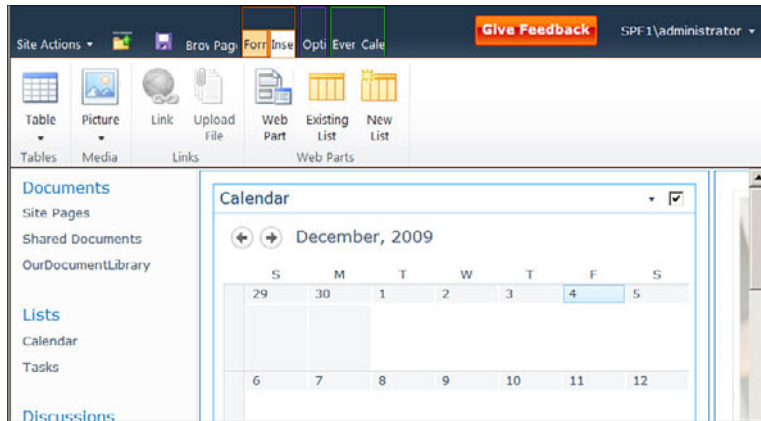 Site Actions Brov Pag Forr Inse Opti Ever Cale Give Feedback SPF1\administrator
Table Picture Link Upload File Web Part Existing List New List
Tables Media Links Web Parts
Documents
Site Pages
Shared Documents
OurDocumentLibrary
Lists
Calendar
Tasks
Discussions
Calendar
December, 2009
S M T W T F S
29 30 1 2 3 4 5
6 7 8 9 10 11 12